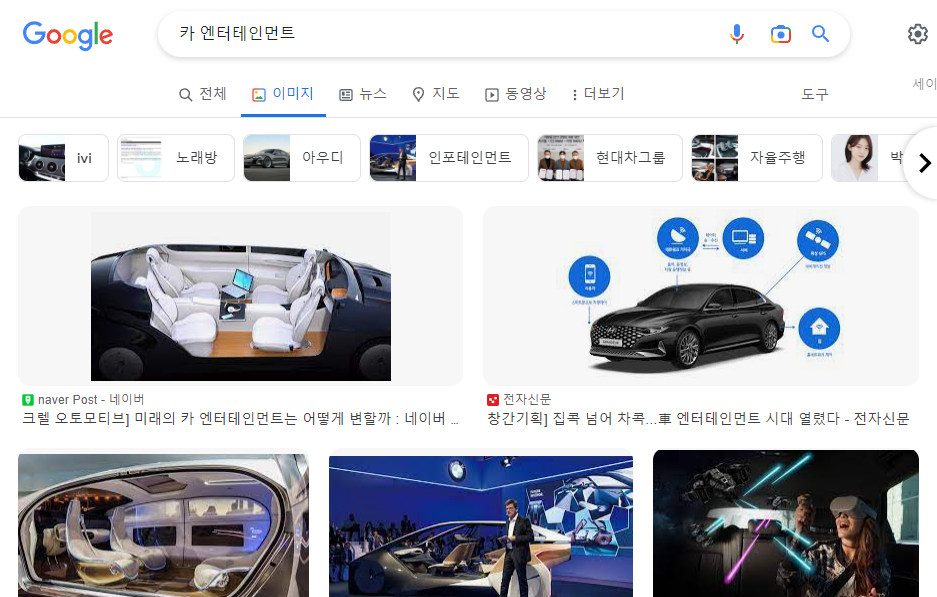 Google
카 엔터테인먼트
전체
이미지
뉴스
지도
동영상
더보기
도구
세이
ivi
노래방
아우디
인포테인먼트
현대차그룹
자율주행
박
naver Post - 네이버
크렐 오토모티브] 미래의 카 엔터테인먼트는 어떻게 변할까 : 네이버 ...
전자신문
창간기획] 집콕 넘어 차콕...車 엔터테인먼트 시대 열렸다 - 전자신문